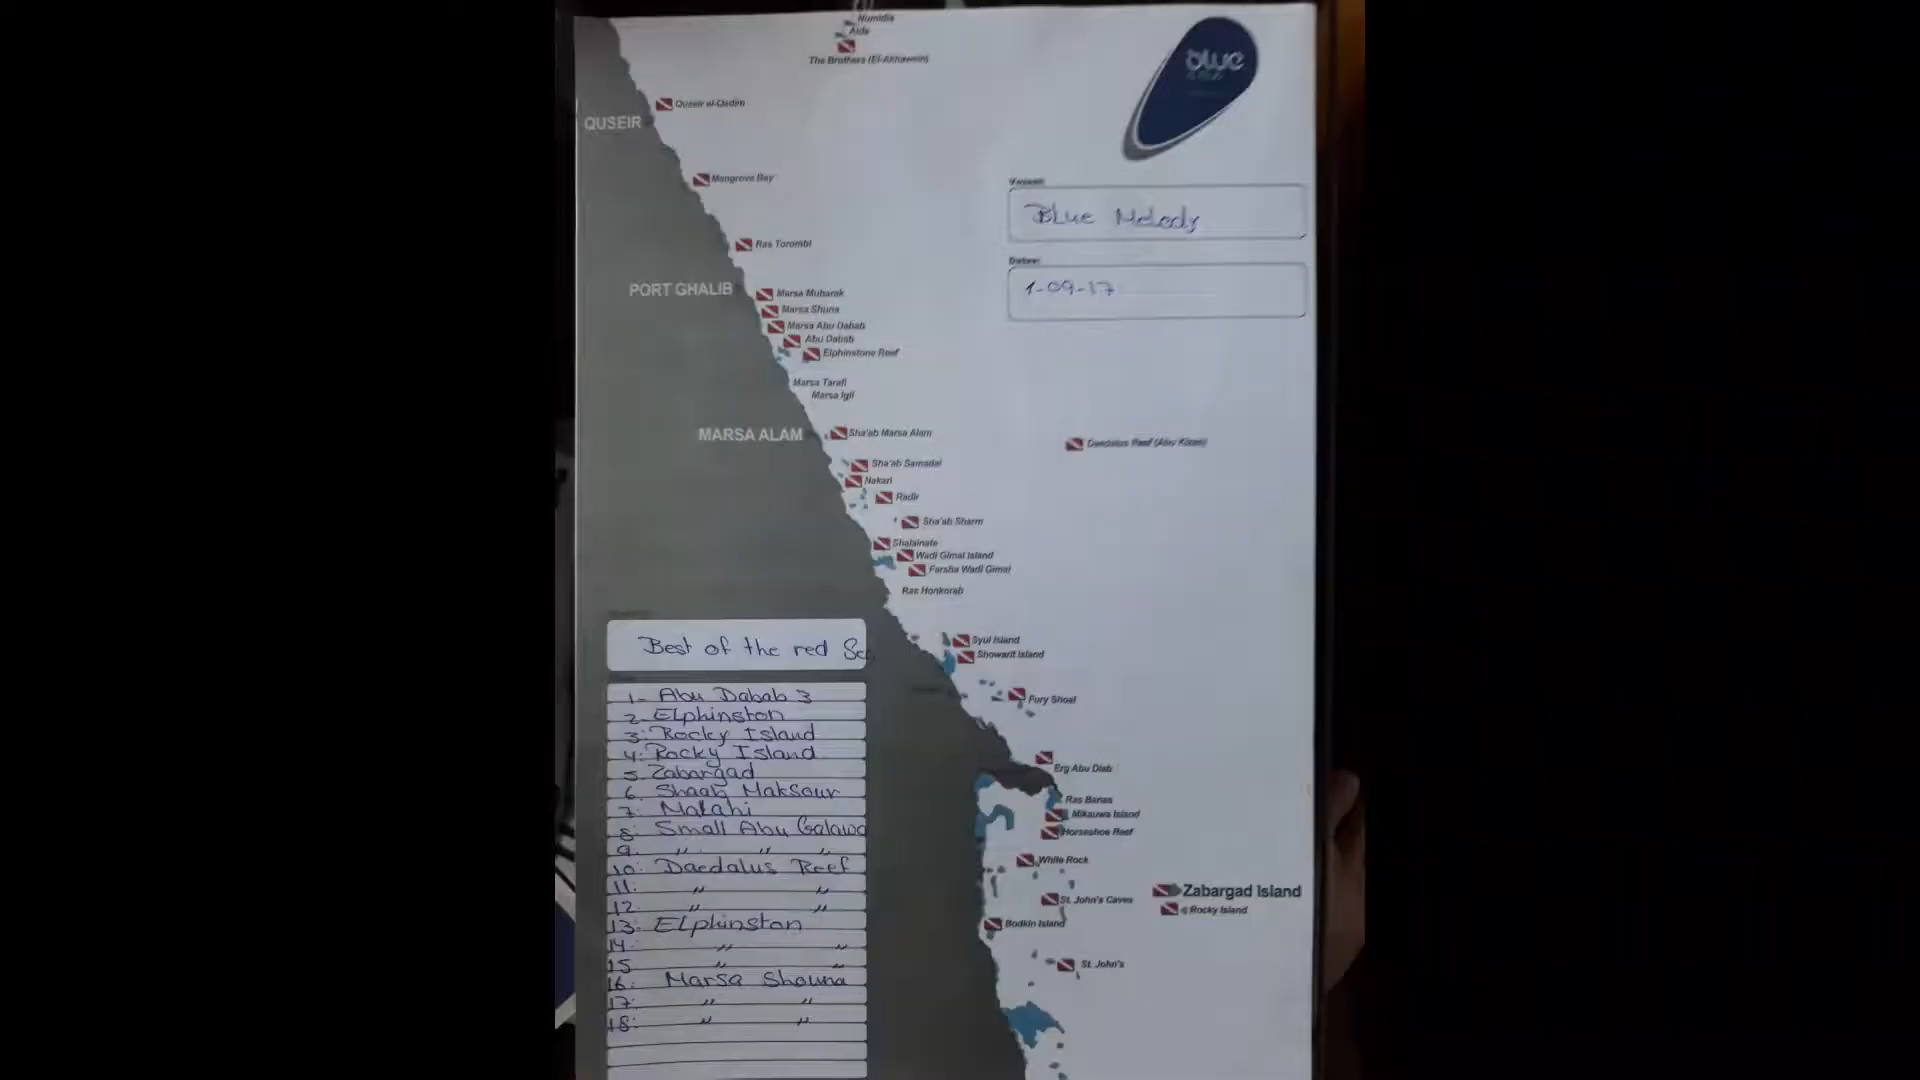 Numidia
Aida
The Brothers (El-Akhawein)
blue
Quseir el-Qadim
QUSEIR
Mangrove Bay
Vessel:
Blue Melody
Ras Torombi
Dates:
1-09-17
PORT GHALIB
Marsa Mubarak
Marsa Shuna
Marsa Abu Dabab
Abu Dabab
Elphinstone Reef
Marsa Tarafi
Marsa Igli
MARSA ALAM
Sha'ab Marsa Alam
Daedalus Reef (Abu Kizan)
Sha'ab Samadai
Nakari
Radir
Sha'ab Sharm
Shalainate
Wadi Gimal Island
Farsha Wadi Gimal
Ras Honkorab
Syul Island
Showarit Island
Fury Shoal
Erg Abu Diab
Ras Banas
Mikauwa Island
Horseshoe Reef
White Rock
Zabargad Island
St. John's Caves
Rocky Island
Bodkin Island
St. John's
Best of the red Sea
1- Abu Dabab 3
2- Elphinston
3: Rocky Island
4: Rocky Island
5- Zabargad
6. Shaab Maksour
7: Malahi
8: Small Abu Galawa
9. " " "
10: Daedalus Reef
11: " "
12: " "
13: Elphinston
14: " "
15 " "
16: Marsa Shouna
17: " "
18: " "